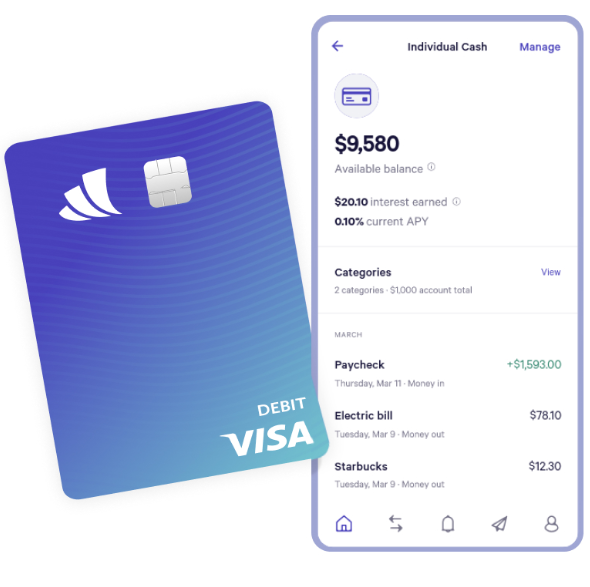 Individual Cash
Manage
$9,580
Available balance
$20.10 interest earned
0.10% current APY
Categories
View
2 categories · $1,000 account total
MARCH
Paycheck
+$1,593.00
Thursday, Mar 11 · Money in
Electric bill
$78.10
Tuesday, Mar 9 · Money out
Starbucks
$12.30
Tuesday, Mar 9 · Money out
DEBIT
VISA